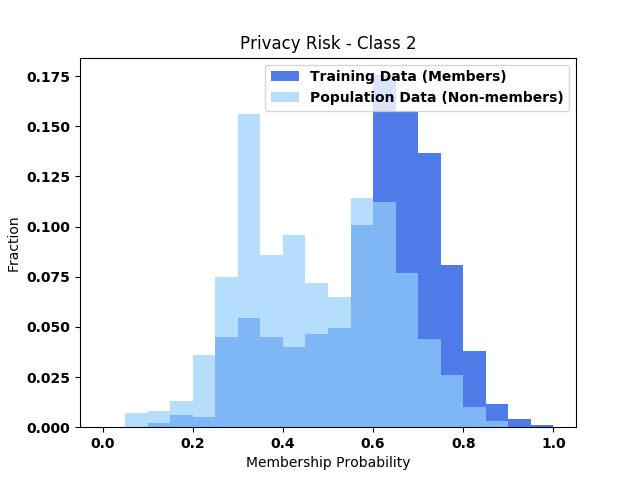 Privacy Risk - Class 2
Training Data (Members)
Population Data (Non-members)
0.175
0.150
0.125
0.100
0.075
0.050
0.025
0.000
Fraction
0.0 0.2 0.4 0.6 0.8 1.0
Membership Probability